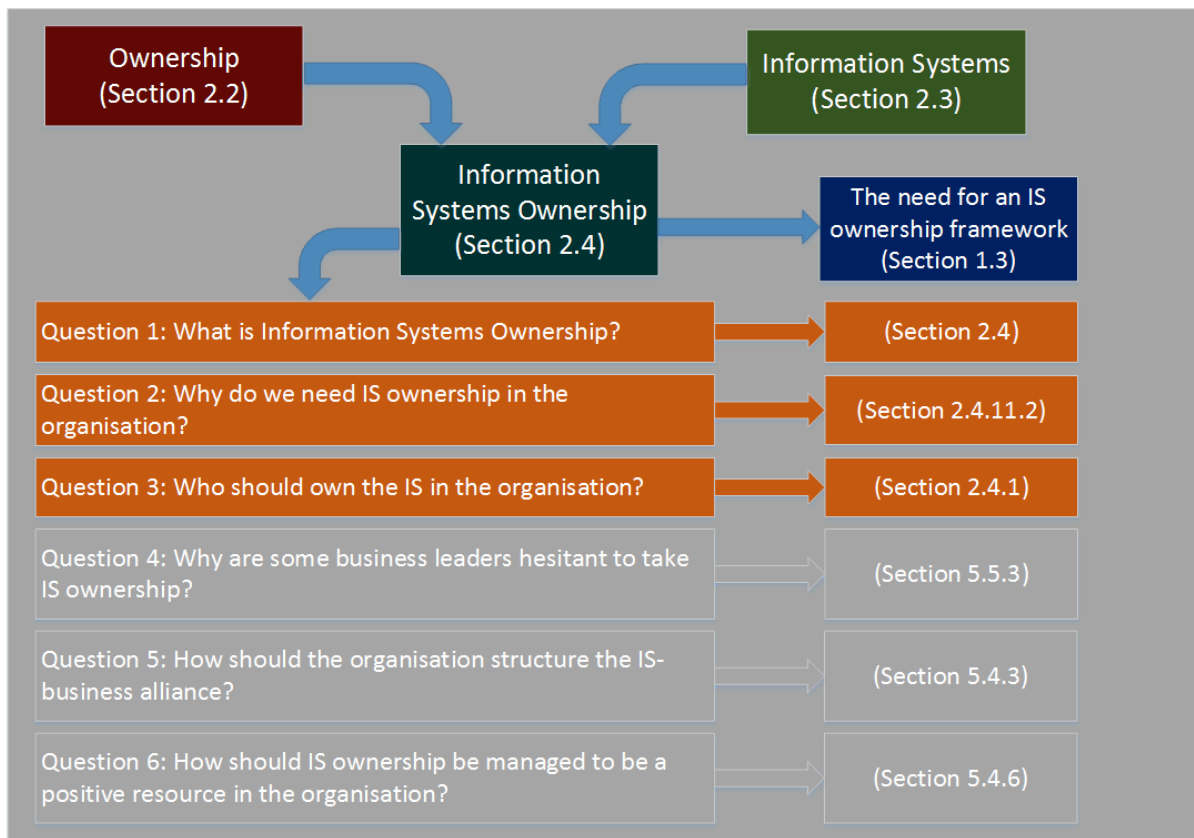 Ownership
(Section 2.2)
Information Systems
(Section 2.3)
Information
Systems Ownership
(Section 2.4)
The need for an IS
ownership framework
(Section 1.3)
Question 1: What is Information Systems Ownership?
(Section 2.4)
Question 2: Why do we need IS ownership in the
organisation?
(Section 2.4.11.2)
Question 3: Who should own the IS in the organisation?
(Section 2.4.1)
Question 4: Why are some business leaders hesitant to take
IS ownership?
(Section 5.5.3)
Question 5: How should the organisation structure the IS-
business alliance?
(Section 5.4.3)
Question 6: How should IS ownership be managed to be a
positive resource in the organisation?
(Section 5.4.6)